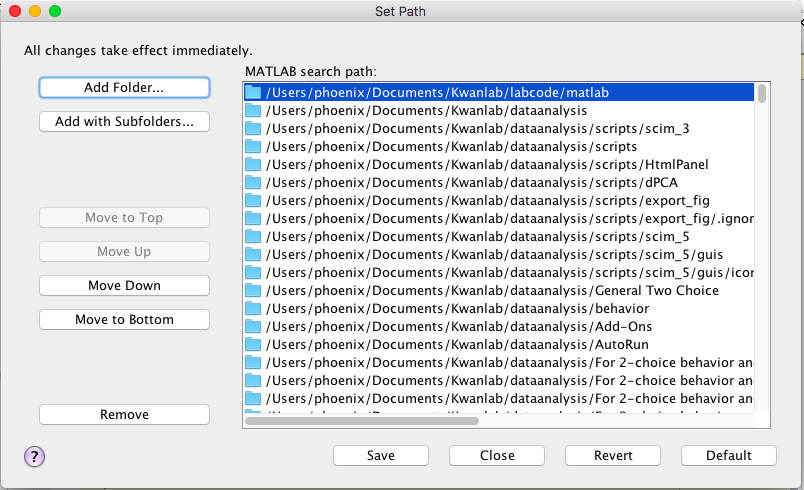 Set Path
All changes take effect immediately.
MATLAB search path:
Add Folder...
Add with Subfolders...
Move to Top
Move Up
Move Down
Move to Bottom
Remove
/Users/phoenix/Documents/Kwanlab/labcode/matlab
/Users/phoenix/Documents/Kwanlab/dataanalysis
/Users/phoenix/Documents/Kwanlab/dataanalysis/scripts/scim_3
/Users/phoenix/Documents/Kwanlab/dataanalysis/scripts
/Users/phoenix/Documents/Kwanlab/dataanalysis/scripts/HtmlPanel
/Users/phoenix/Documents/Kwanlab/dataanalysis/scripts/dPCA
/Users/phoenix/Documents/Kwanlab/dataanalysis/scripts/export_fig
/Users/phoenix/Documents/Kwanlab/dataanalysis/scripts/export_fig/.ignor
/Users/phoenix/Documents/Kwanlab/dataanalysis/scripts/scim_5
/Users/phoenix/Documents/Kwanlab/dataanalysis/scripts/scim_5/guis
/Users/phoenix/Documents/Kwanlab/dataanalysis/scripts/scim_5/guis/icor
/Users/phoenix/Documents/Kwanlab/dataanalysis/General Two Choice
/Users/phoenix/Documents/Kwanlab/dataanalysis/behavior
/Users/phoenix/Documents/Kwanlab/dataanalysis/Add-Ons
/Users/phoenix/Documents/Kwanlab/dataanalysis/AutoRun
/Users/phoenix/Documents/Kwanlab/dataanalysis/For 2-choice behavior an
/Users/phoenix/Documents/Kwanlab/dataanalysis/For 2-choice behavior an
/Users/phoenix/Documents/Kwanlab/dataanalysis/For 2-choice behavior an
?
Save
Close
Revert
Default